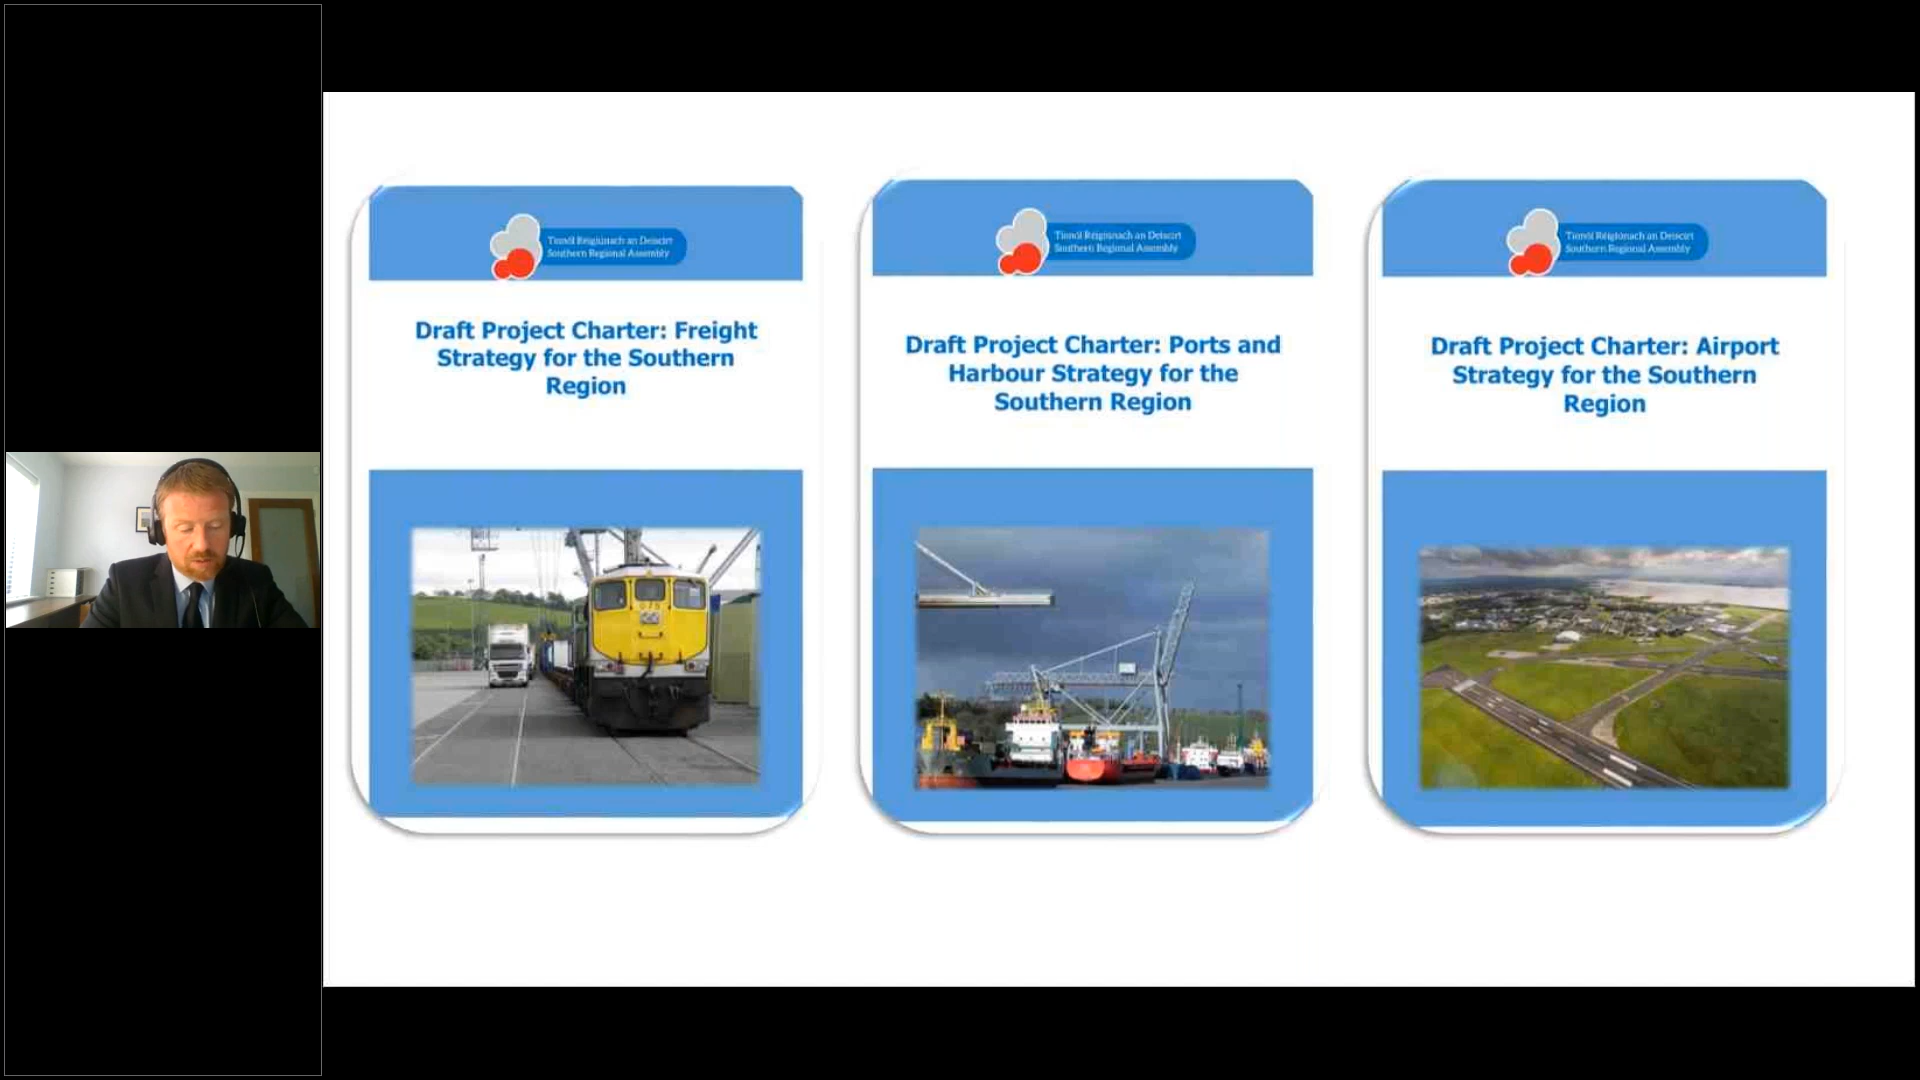 Tionól Réigiúnach an Deiscirt
Southern Regional Assembly
Draft Project Charter: Freight
Strategy for the Southern
Region
Tionól Réigiúnach an Deiscirt
Southern Regional Assembly
Draft Project Charter: Ports and
Harbour Strategy for the
Southern Region
Tionól Réigiúnach an Deiscirt
Southern Regional Assembly
Draft Project Charter: Airport
Strategy for the Southern
Region